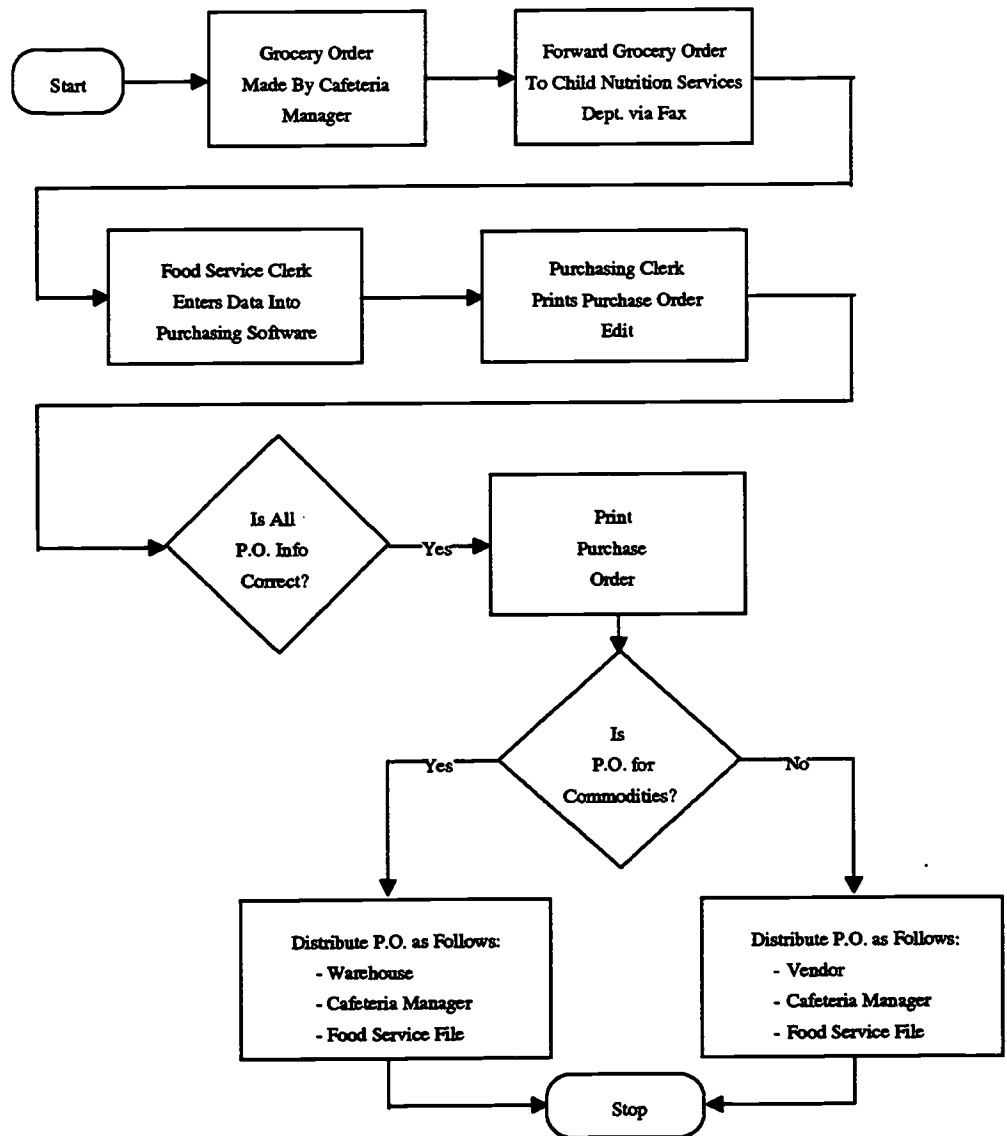 Start
Grocery Order
Made By Cafeteria
Manager
Forward Grocery Order
To Child Nutrition Services
Dept. via Fax
Food Service Clerk
Enters Data Into
Purchasing Software
Purchasing Clerk
Prints Purchase Order
Edit
Is All
P.O. Info
Correct?
Yes
Print
Purchase
Order
Is
P.O. for
Commodities?
Yes
No
Distribute P.O. as Follows:
- Warehouse
- Cafeteria Manager
- Food Service File
Distribute P.O. as Follows:
- Vendor
- Cafeteria Manager
- Food Service File
Stop